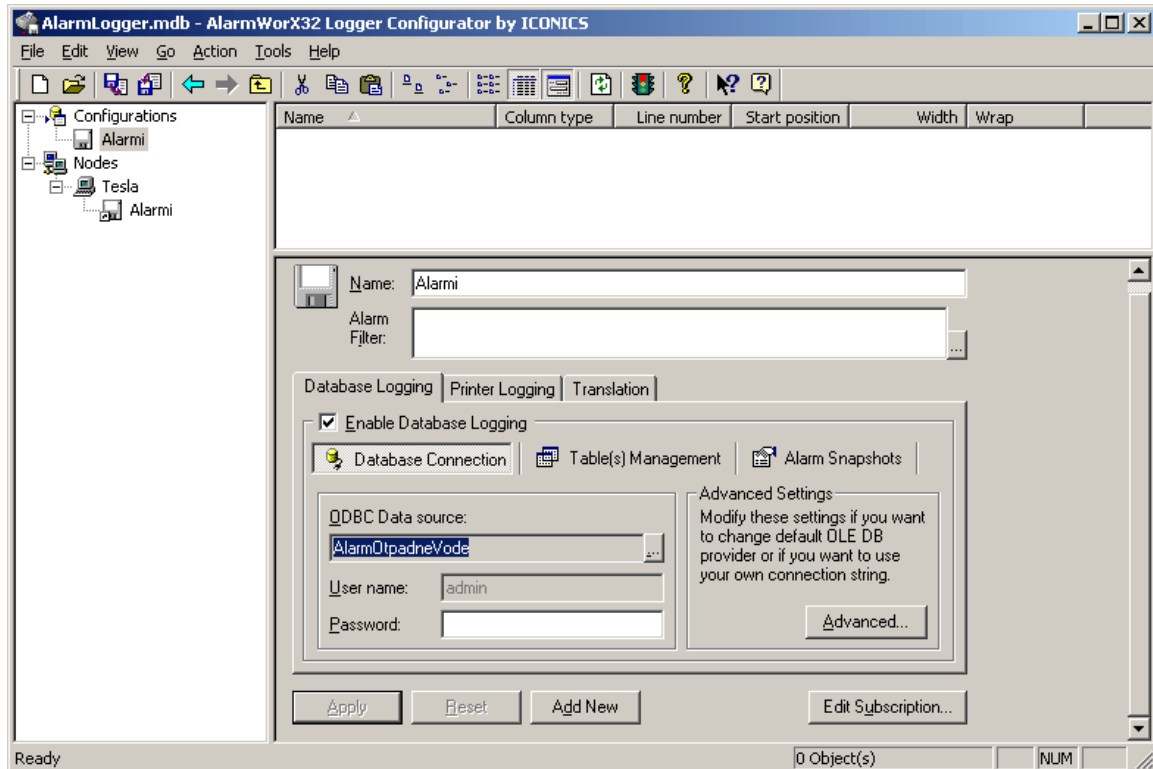 AlarmLogger.mdb - AlarmWorX32 Logger Configurator by ICONICS
File Edit View Go Action Tools Help
Configurations
Alarmi
Nodes
Tesla
Alarmi
Name Column type Line number Start position Width Wrap
Name: Alarmi
Alarm
Filter:
...
Database Logging Printer Logging Translation
Enable Database Logging
Database Connection Table(s) Management Alarm Snapshots
ODBC Data source:
AlarmOtpadneVode ...
User name: admin
Password:
Advanced Settings
Modify these settings if you want
to change default OLE DB
provider or if you want to use
your own connection string.
Advanced...
Apply Reset Add New Edit Subscription...
Ready 0 Object(s) NUM